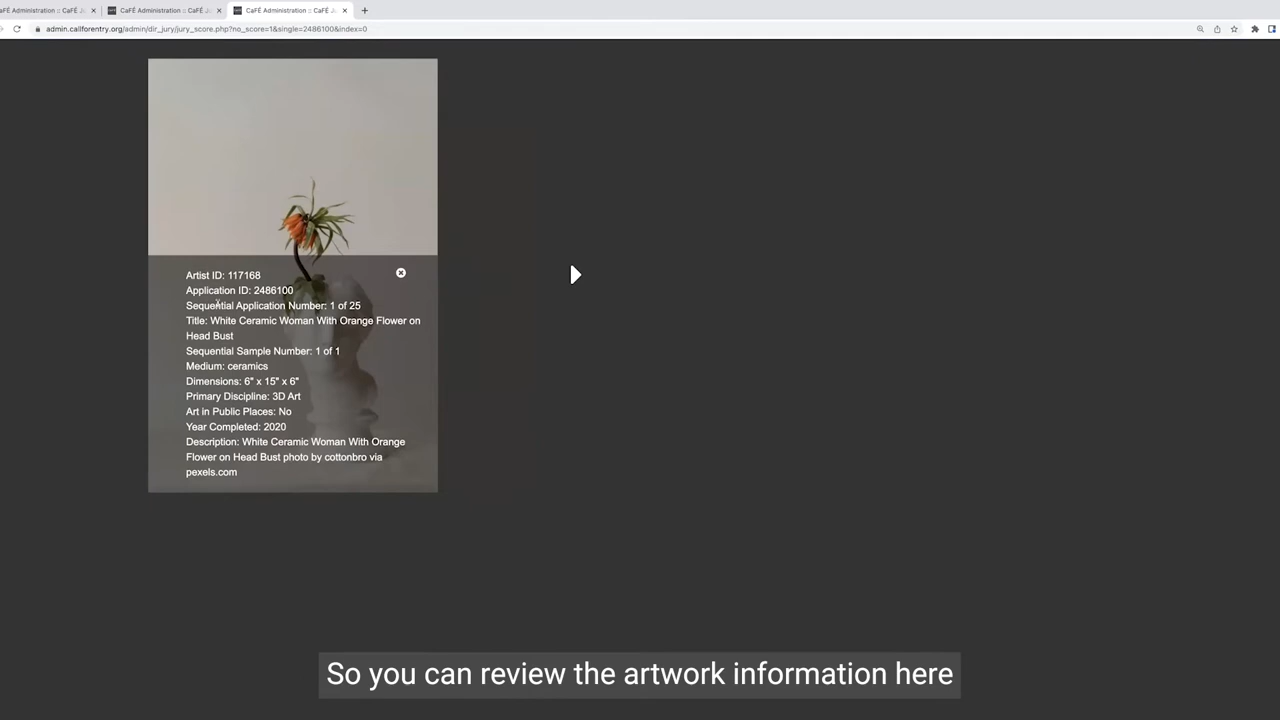 CaFÉ Administration :: CaFÉ
CaFÉ Administration :: CaFÉ
admin.callforentry.org/admin/dir_jury/jury_score.php?no_score=1&single=2486100&index=0
Artist ID: 117168
Application ID: 2486100
Sequential Application Number: 1 of 25
Title: White Ceramic Woman With Orange Flower on
Head Bust
Sequential Sample Number: 1 of 1
Medium: ceramics
Dimensions: 6" x 15" x 6"
Primary Discipline: 3D Art
Art in Public Places: No
Year Completed: 2020
Description: White Ceramic Woman With Orange
Flower on Head Bust photo by cottonbro via
pexels.com
So you can review the artwork information here